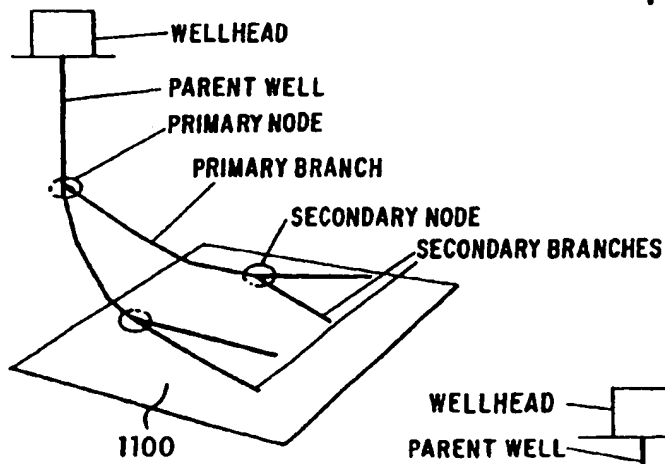 WELLHEAD
PARENT WELL
PRIMARY NODE
PRIMARY BRANCH
SECONDARY NODE
SECONDARY BRANCHES
1100
WELLHEAD
PARENT WELL